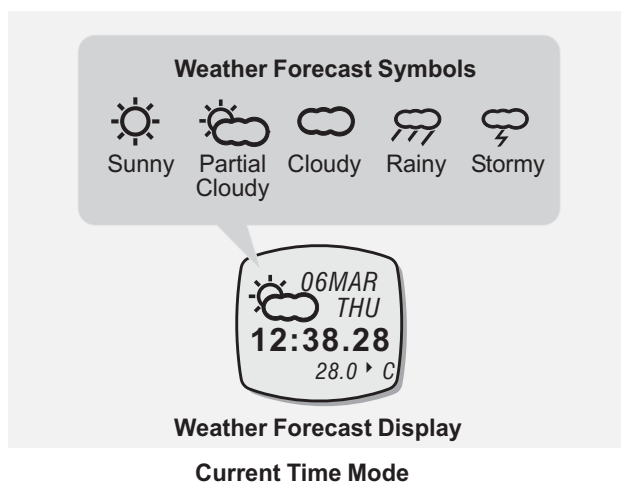 Weather Forecast Symbols
Sunny Partial Cloudy Cloudy Rainy Stormy
06MAR
THU
12:38.28
28.0 ‣ C
Weather Forecast Display
Current Time Mode